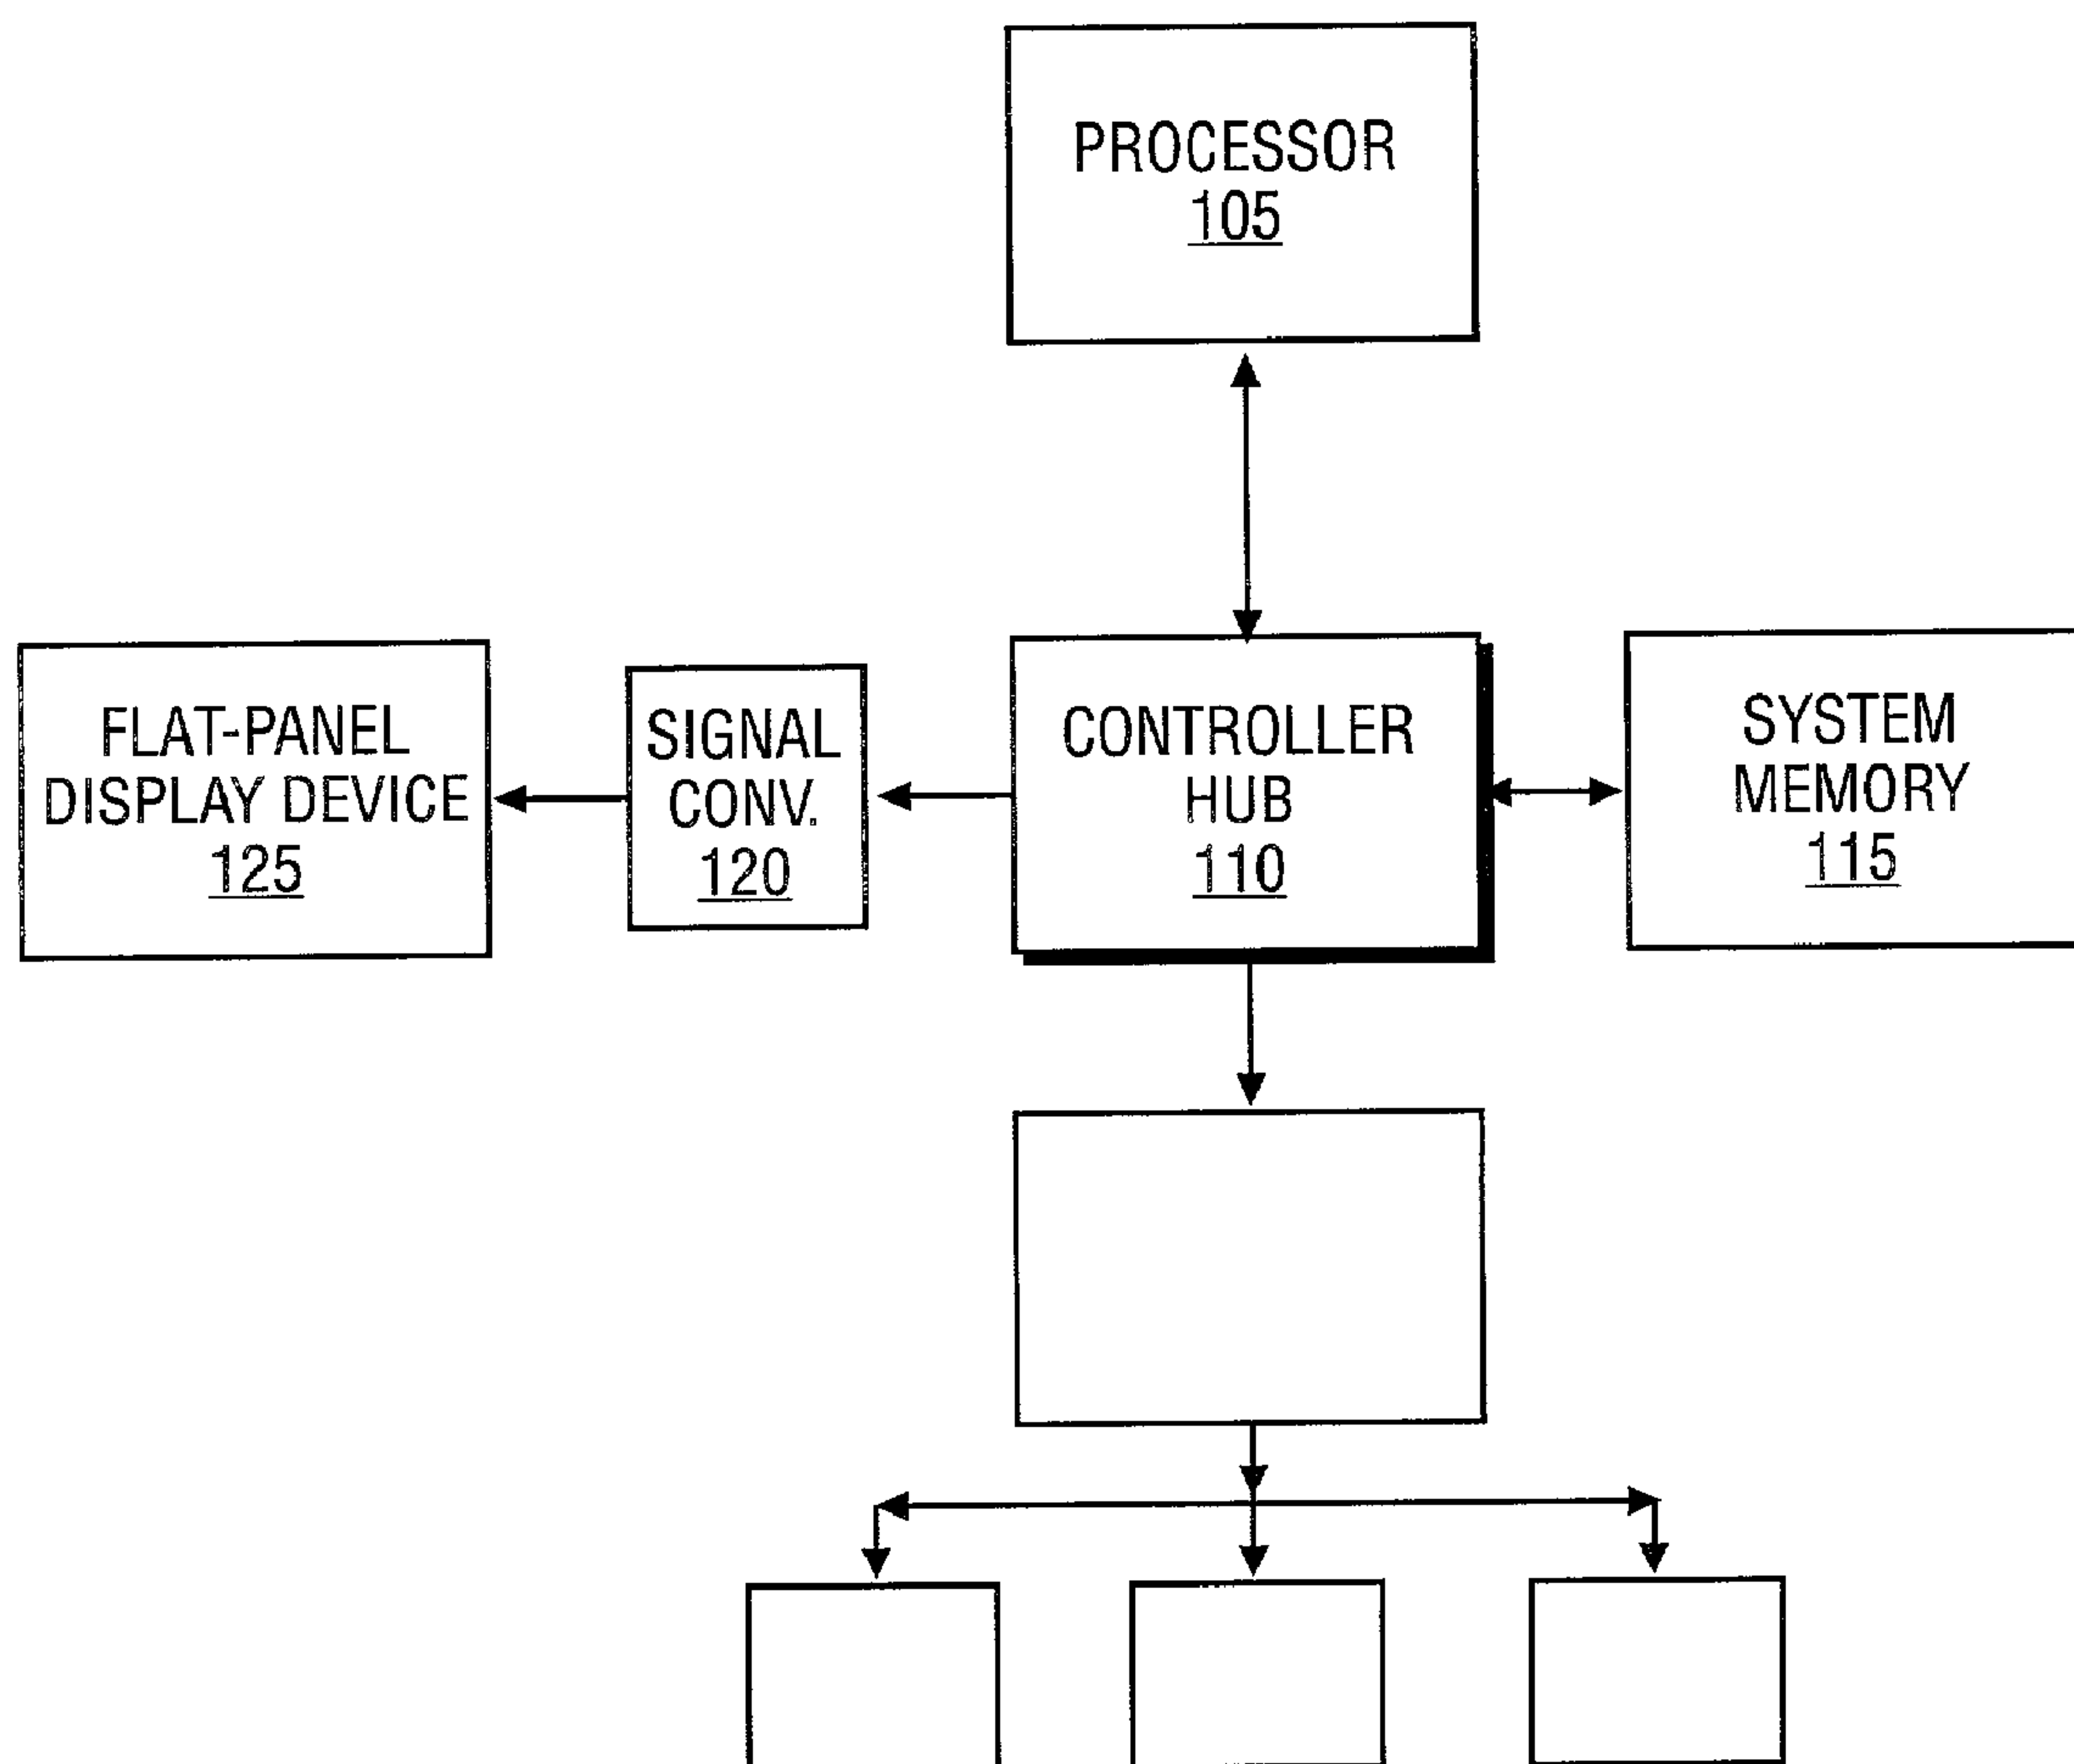 PROCESSOR
105
FLAT-PANEL
DISPLAY DEVICE
125
SIGNAL
CONV.
120
CONTROLLER
HUB
110
SYSTEM
MEMORY
115